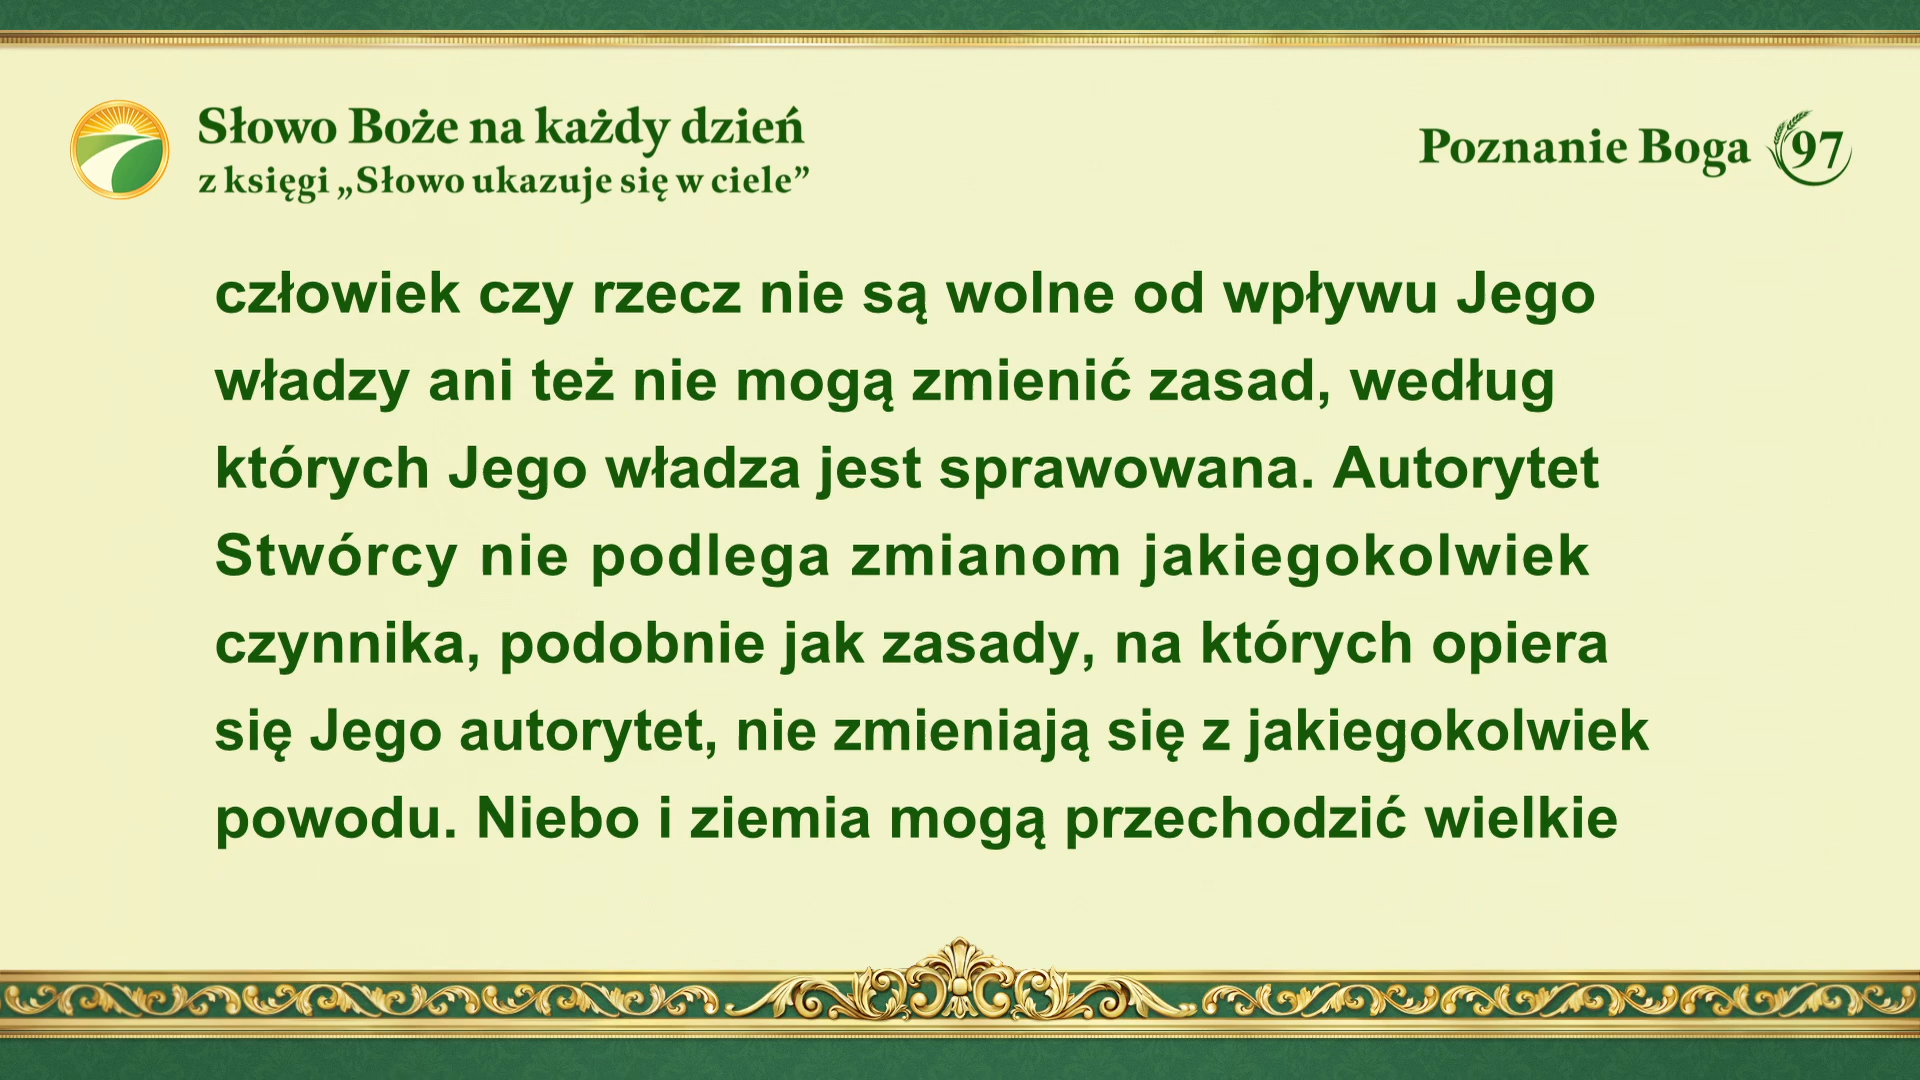 Słowo Boże na każdy dzień
z księgi „Słowo ukazuje się w ciele”
Poznanie Boga 97
człowiek czy rzecz nie są wolne od wpływu Jego
władzy ani też nie mogą zmienić zasad, według
których Jego władza jest sprawowana. Autorytet
Stwórcy nie podlega zmianom jakiegokolwiek
czynnika, podobnie jak zasady, na których opiera
się Jego autorytet, nie zmieniają się z jakiegokolwiek
powodu. Niebo i ziemia mogą przechodzić wielkie